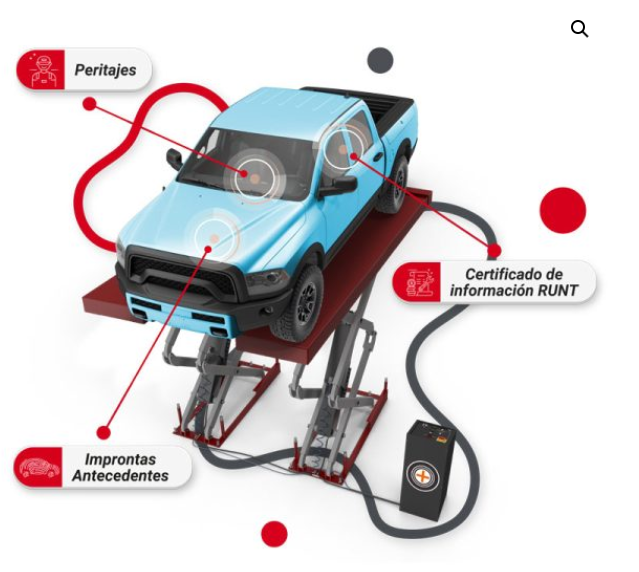 Peritajes
Certificado de
información RUNT
Improntas
Antecedentes